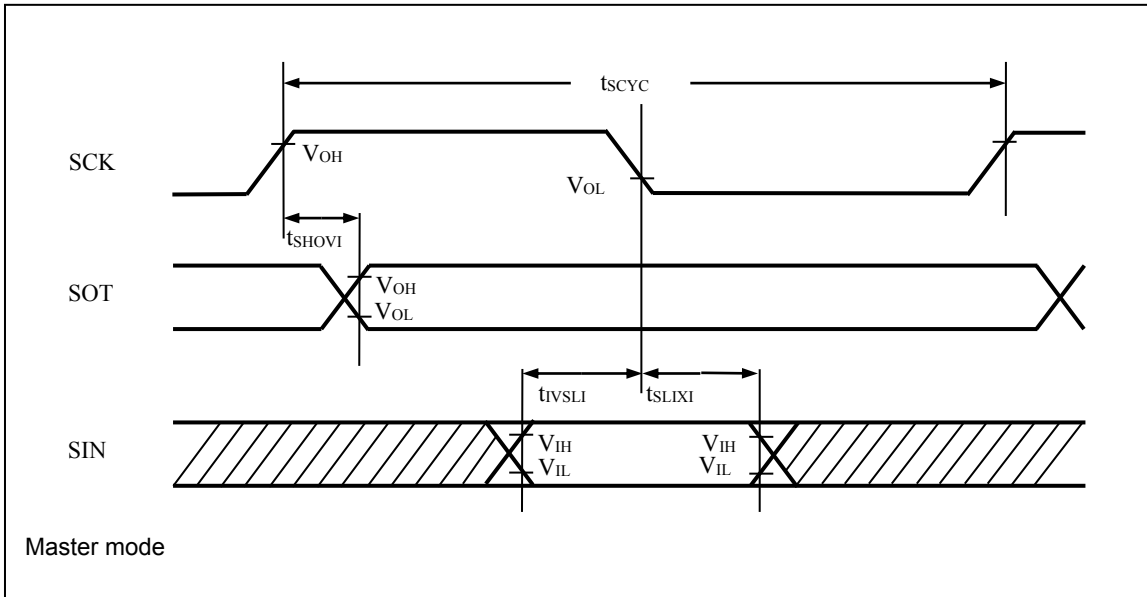 tSCYC
SCK
VOH
VOL
tSHOVI
SOT
VOH
VOL
tIVSLI
tSLIXI
SIN
VIH
VIL
VIH
VIL
Master mode